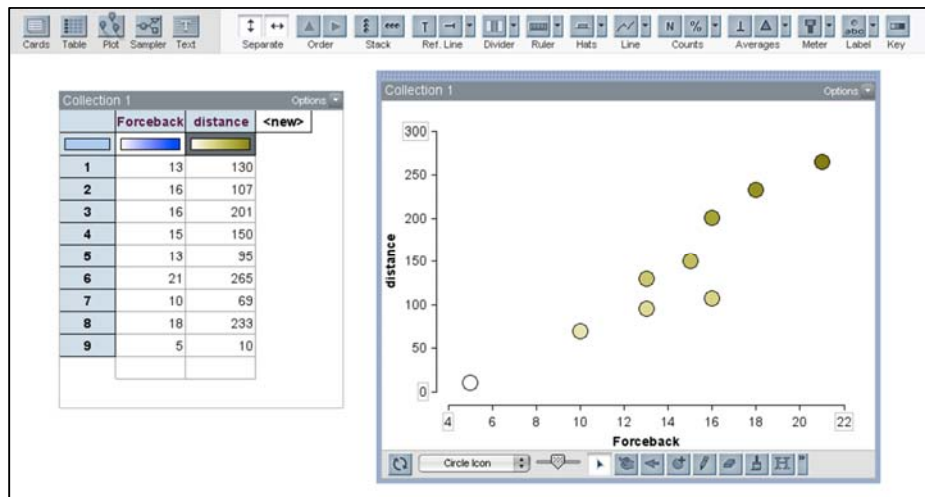 Cards Table Plot Sampler Text Separate Order Stack Ref. Line Divider Ruler Hats Line Counts Averages Meter Label Key
T N % abc
Collection 1 Options
Forceback distance <new>
1 13 130
2 16 107
3 16 201
4 15 150
5 13 95
6 21 265
7 10 69
8 18 233
9 5 10
Collection 1 Options
300
250
200
150
100
50
0
distance
4 6 8 10 12 14 16 18 20 22
Forceback
Circle Icon